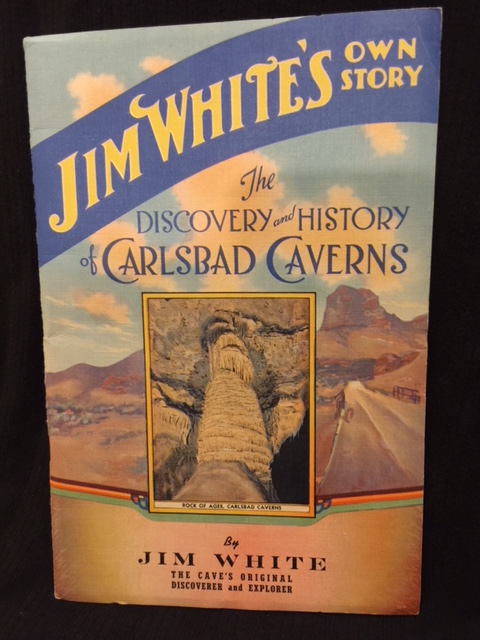 JIM WHITE'S OWN STORY
The
DISCOVERY and HISTORY
of CARLSBAD CAVERNS
ROCK OF AGES, CARLSBAD CAVERNS
By
JIM WHITE
THE CAVE'S ORIGINAL
DISCOVERER and EXPLORER